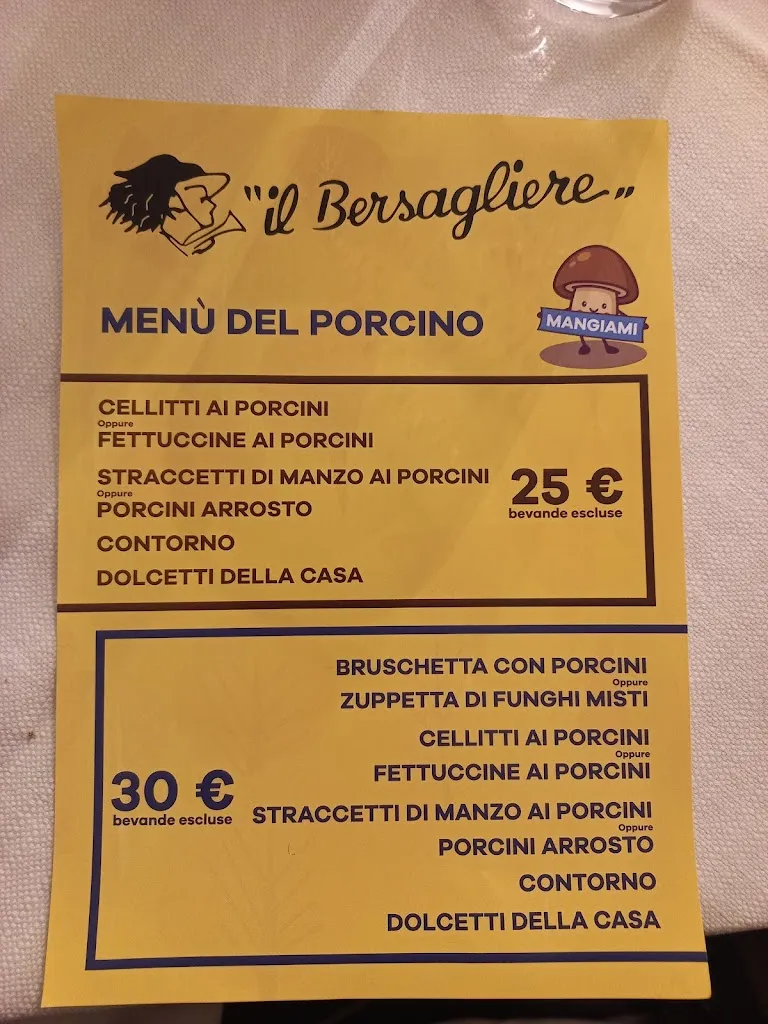 "il Bersagliere"
MENÙ DEL PORCINO
MANGIAMI
CELLITTI AI PORCINI
Oppure
FETTUCCINE AI PORCINI
STRACCETTI DI MANZO AI PORCINI
Oppure
PORCINI ARROSTO
CONTORNO
DOLCETTI DELLA CASA
25 €
bevande escluse
BRUSCHETTA CON PORCINI
Oppure
ZUPPETTA DI FUNGHI MISTI
CELLITTI AI PORCINI
Oppure
FETTUCCINE AI PORCINI
STRACCETTI DI MANZO AI PORCINI
Oppure
PORCINI ARROSTO
CONTORNO
DOLCETTI DELLA CASA
30 €
bevande escluse